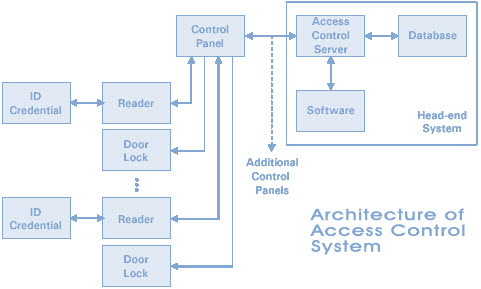 Control
Panel
Access
Control
Server
Database
ID
Credential
Reader
Software
Head-end
System
Door
Lock
Additional
Control
Panels
ID
Credential
Reader
Door
Lock
Architecture of
Access Control
System